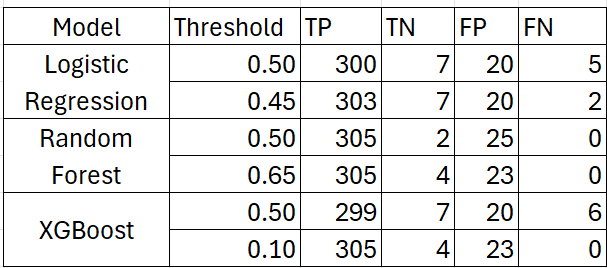 Model Threshold TP TN FP FN
Logistic 0.50 300 7 20 5
Regression 0.45 303 7 20 2
Random 0.50 305 2 25 0
Forest 0.65 305 4 23 0
XGBoost
0.50 299 7 20 6
0.10 305 4 23 0